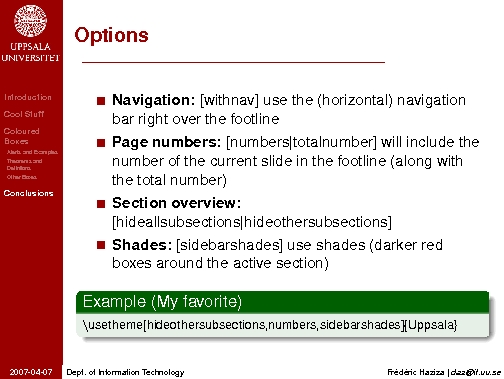 UPPSALA
UNIVERSITET
Introduction
Cool Stuff
Coloured
Boxes
Alerts and Examples
Theorems and
Definitions
Other Boxes
Conclusions
2007-04-07
Options
Navigation: [withnav] use the (horizontal) navigation
bar right over the footline
Page numbers: [numbers|totalnumber] will include the
number of the current slide in the footline (along with
the total number)
Section overview:
[hideallsubsections|hideothersubsections]
Shades: [sidebarshades] use shades (darker red
boxes around the active section)
Example (My favorite)
\usetheme[hideothersubsections,numbers,sidebarshades]{Uppsala}
Dept. of Information Technology
Frédéric Haziza | daz@it.uu.se